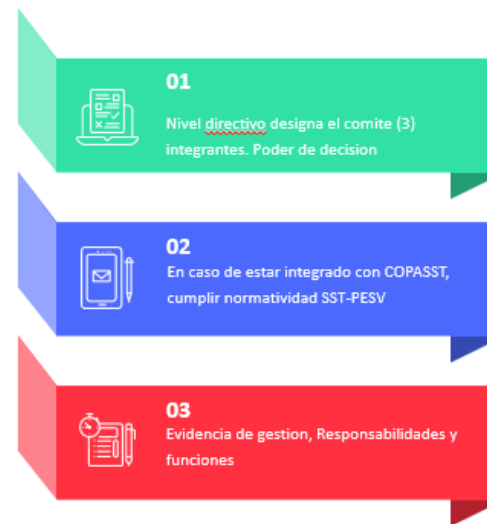 01
Nivel directivo designa el comite (3)
integrantes. Poder de decision
02
En caso de estar integrado con COPASST,
cumplir normatividad SST-PESV
03
Evidencia de gestion, Responsabilidades y
funciones